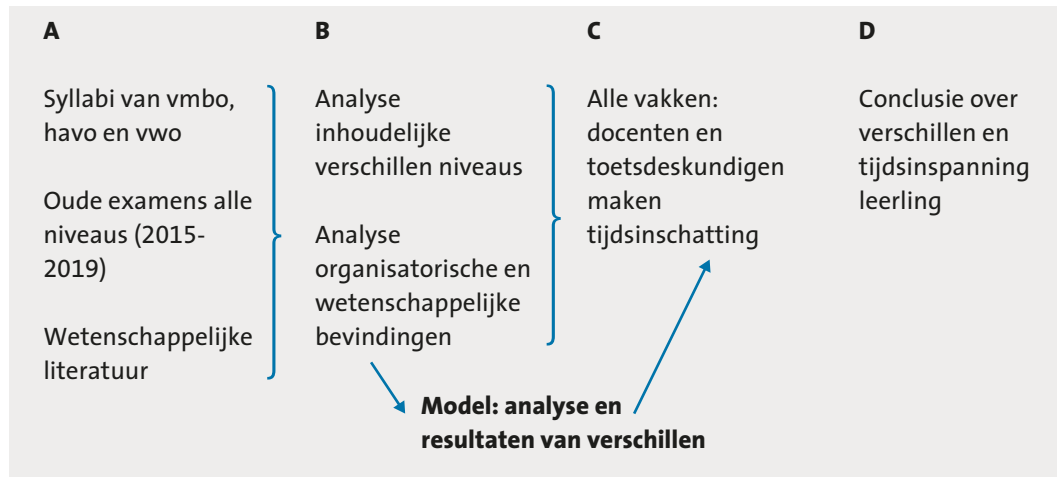 A
Syllabi van vmbo,
havo en vwo
Oude examens alle
niveaus (2015-
2019)
Wetenschappelijke
literatuur
B
Analyse
inhoudelijke
verschillen niveaus
Analyse
organisatorische en
wetenschappelijke
bevindingen
C
Alle vakken:
docenten en
toetsdeskundigen
maken
tijdsinschatting
D
Conclusie over
verschillen en
tijdsinspanning
leerling
Model: analyse en
resultaten van verschillen